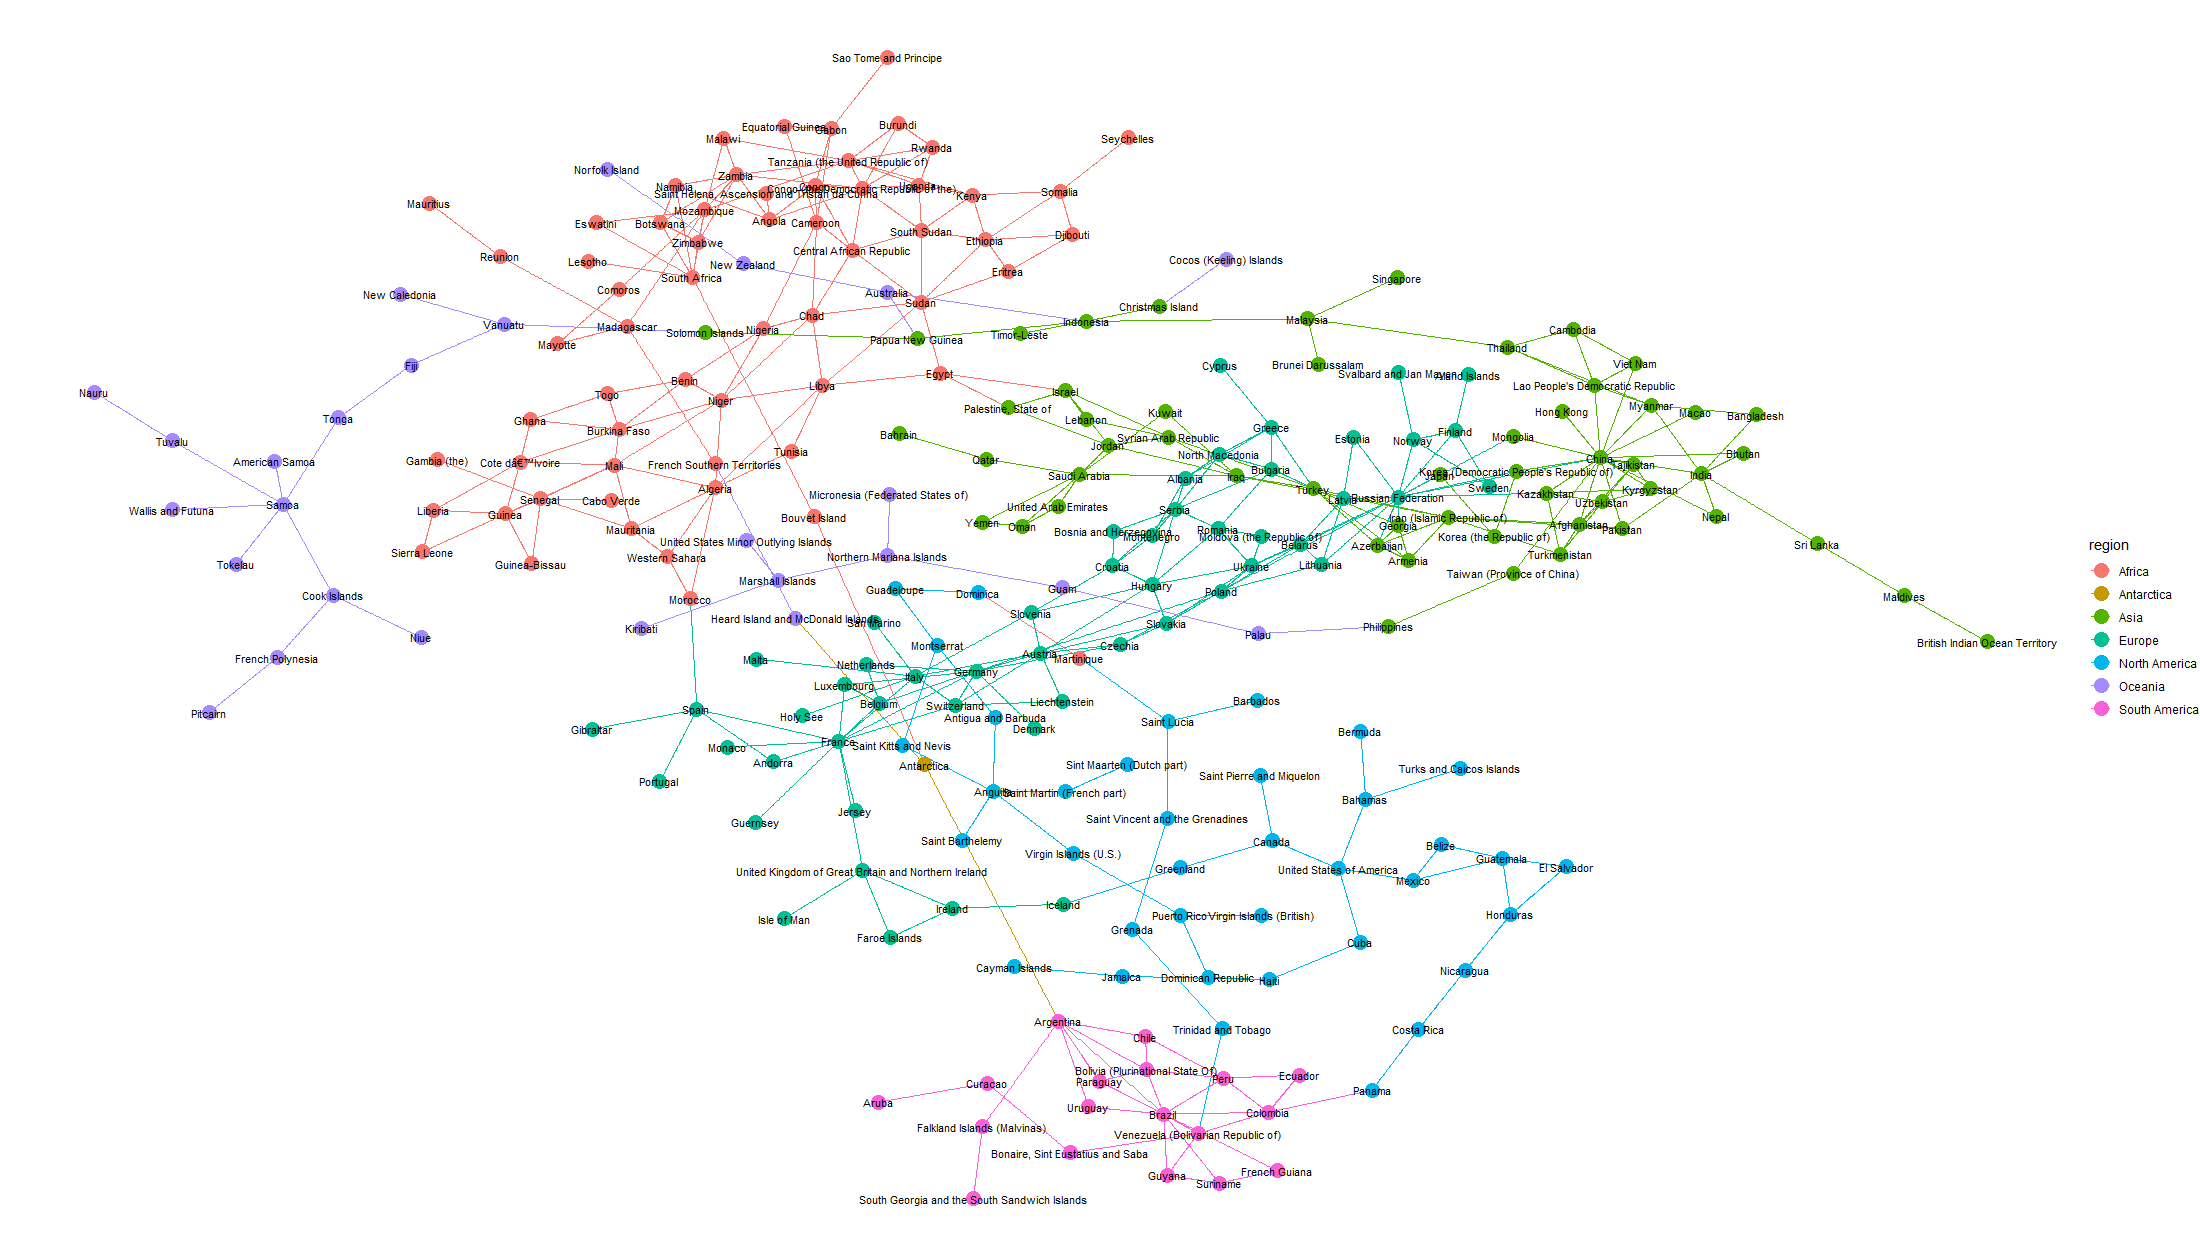 Sao Tome and Principe
Equatorial Guinea
Gabon
Burundi
Malawi
Seychelles
Rwanda
Tanzania (the United Republic of)
Norfolk Island
Zambia
Namibia
Uganda
Congo
Congo (the Democratic Republic of the)
Saint Helena, Ascension and Tristan da Cunha
Kenya
Somalia
Mauritius
Mozambique
Eswatini
Botswana
Angola
Cameroon
South Sudan
Ethiopia
Djibouti
Zimbabwe
Central African Republic
Reunion
Lesotho
New Zealand
Cocos (Keeling) Islands
Eritrea
South Africa
Singapore
Comoros
New Caledonia
Australia
Sudan
Christmas Island
Vanuatu
Madagascar
Solomon Islands
Nigeria
Chad
Indonesia
Malaysia
Timor-Leste
Papua New Guinea
Cambodia
Mayotte
Thailand
Fiji
Cyprus
Brunei Darussalam
Viet Nam
Egypt
Svalbard and Jan Mayen
Aland Islands
Benin
Libya
Lao People's Democratic Republic
Nauru
Togo
Niger
Israel
Palestine, State of
Kuwait
Hong Kong
Myanmar
Macao
Bangladesh
Tonga
Ghana
Burkina Faso
Lebanon
Greece
Bahrain
Syrian Arab Republic
Estonia
Norway
Finland
Mongolia
Tuvalu
Jordan
Tunisia
North Macedonia
Bhutan
American Samoa
Gambia (the)
Cote dâ€™Ivoire
Mali
French Southern Territories
Qatar
China
Tajikistan
Bulgaria
Korea (Democratic People's Republic of)
Saudi Arabia
Iraq
Japan
India
Albania
Algeria
Turkey
Sweden
Kyrgyzstan
Micronesia (Federated States of)
Latvia
Russian Federation
Kazakhstan
Senegal
Cabo Verde
Uzbekistan
Samoa
United Arab Emirates
Wallis and Futuna
Liberia
Guinea
Serbia
Bouvet Island
Iran (Islamic Republic of)
Nepal
Yemen
Oman
Georgia
Afghanistan
Mauritania
Bosnia and Herzegovina
Montenegro
Romania
Pakistan
Moldova (the Republic of)
Korea (the Republic of)
United States Minor Outlying Islands
Belarus
Azerbaijan
Sri Lanka
Sierra Leone
Western Sahara
Northern Mariana Islands
Turkmenistan
Armenia
Tokelau
Guinea-Bissau
Croatia
Ukraine
Lithuania
Taiwan (Province of China)
Marshall Islands
Hungary
Guam
Guadeloupe
Dominica
Poland
Cook Islands
Morocco
Maldives
Slovenia
Heard Island and McDonald Islands
San Marino
Slovakia
Kiribati
Philippines
Palau
Niue
British Indian Ocean Territory
Montserrat
Czechia
Austria
French Polynesia
Malta
Netherlands
Martinique
Germany
Italy
Luxembourg
Barbados
Liechtenstein
Belgium
Switzerland
Spain
Pitcairn
Holy See
Antigua and Barbuda
Saint Lucia
Gibraltar
Denmark
Bermuda
France
Monaco
Saint Kitts and Nevis
Andorra
Antarctica
Sint Maarten (Dutch part)
Turks and Caicos Islands
Saint Pierre and Miquelon
Portugal
Anguilla
Saint Martin (French part)
Bahamas
Jersey
Saint Vincent and the Grenadines
Guernsey
Saint Barthelemy
Canada
Belize
Virgin Islands (U.S.)
Guatemala
United Kingdom of Great Britain and Northern Ireland
Greenland
United States of America
El Salvador
Mexico
Iceland
Ireland
Isle of Man
Puerto Rico
Virgin Islands (British)
Honduras
Grenada
Faroe Islands
Cuba
Cayman Islands
Jamaica
Dominican Republic
Haiti
Nicaragua
Argentina
Trinidad and Tobago
Costa Rica
Chile
Bolivia (Plurinational State Of)
Paraguay
Peru
Ecuador
Curacao
Panama
Aruba
Uruguay
Brazil
Colombia
Falkland Islands (Malvinas)
Venezuela (Bolivarian Republic of)
Bonaire, Sint Eustatius and Saba
Guyana
French Guiana
Suriname
South Georgia and the South Sandwich Islands
region
Africa
Antarctica
Asia
Europe
North America
Oceania
South America